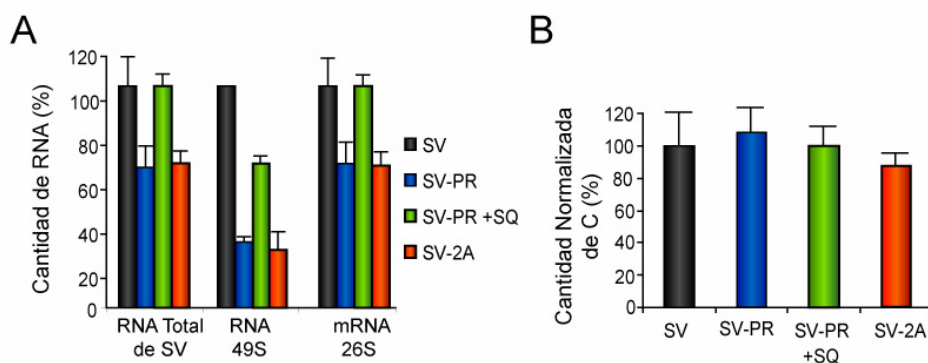 A
Cantidad de RNA (%)
120
100
80
60
40
20
0
RNA Total
de SV
RNA
49S
mRNA
26S
SV
SV-PR
SV-PR +SQ
SV-2A
B
Cantidad Normalizada
de C (%)
120
100
80
60
40
20
0
SV
SV-PR
SV-PR
+SQ
SV-2A